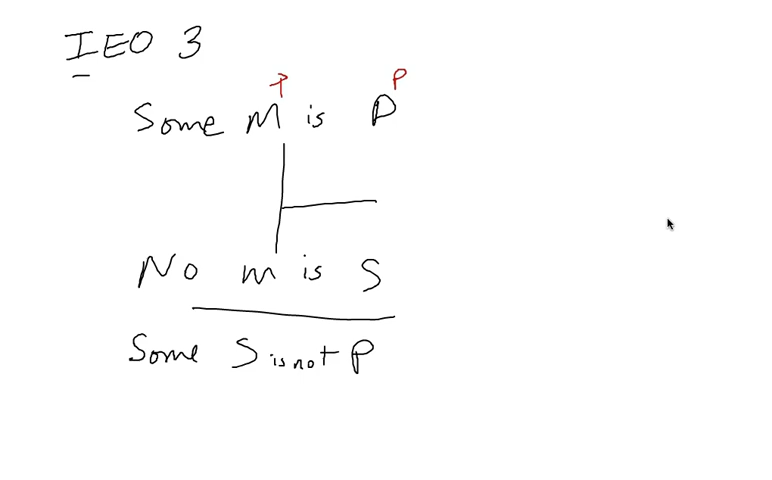 IEO 3
P P
Some M is P
No m is S
Some S is not P